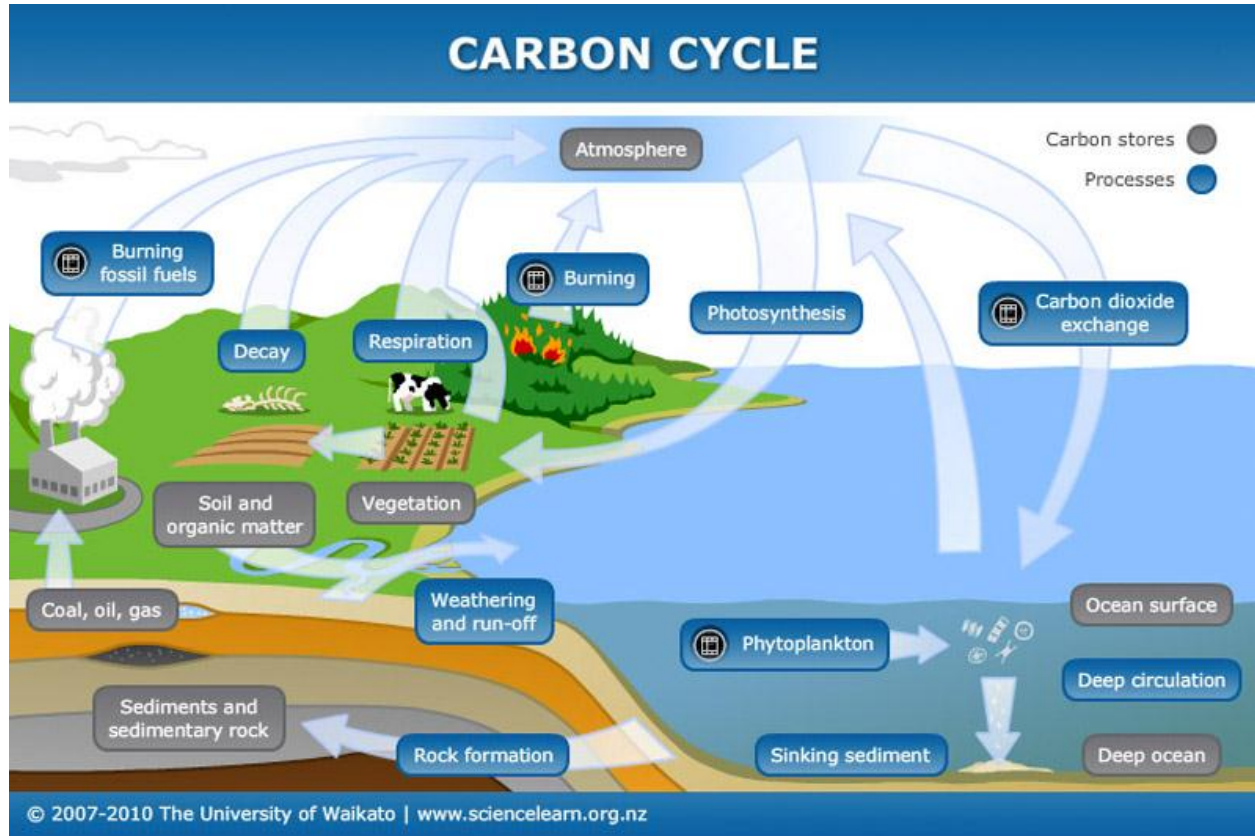 CARBON CYCLE
Atmosphere
Carbon stores
Processes
Burning
fossil fuels
Burning
Photosynthesis
Carbon dioxide
exchange
Decay
Respiration
Soil and
organic matter
Vegetation
Coal, oil, gas
Weathering
and run-off
Ocean surface
Phytoplankton
Deep circulation
Sediments and
sedimentary rock
Rock formation
Sinking sediment
Deep ocean
© 2007-2010 The University of Waikato | www.sciencelearn.org.nz